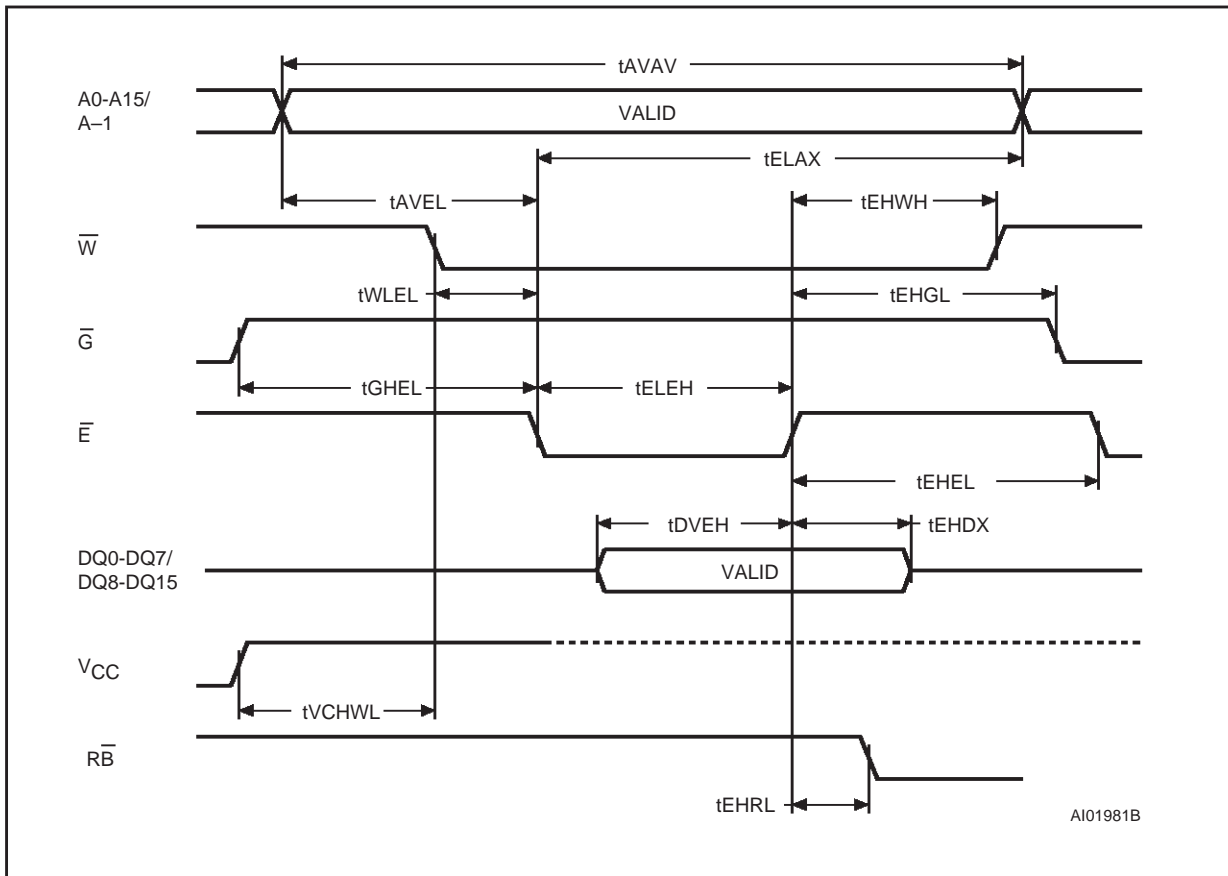 tAVAV
A0-A15/
A–1
VALID
tELAX
tAVEL
tEHWH
W̅
tWLEL
tEHGL
G̅
tGHEL
tELEH
E̅
tEHEL
tDVEH
tEHDX
DQ0-DQ7/
DQ8-DQ15
VALID
VCC
tVCHWL
RB̅
tEHRL
AI01981B